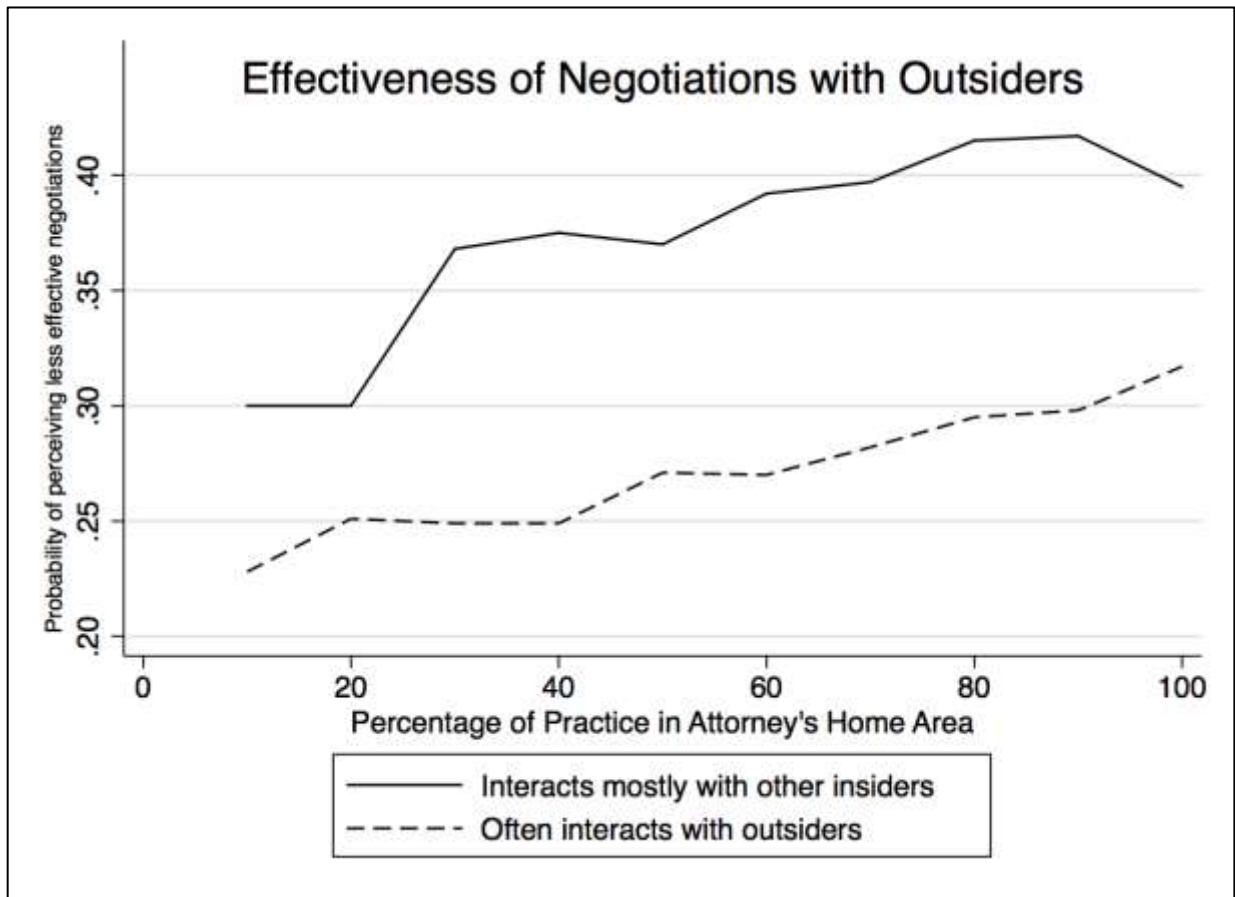 Effectiveness of Negotiations with Outsiders
Probability of perceiving less effective negotiations
.40
.35
.30
.25
.20
0 20 40 60 80 100
Percentage of Practice in Attorney's Home Area
Interacts mostly with other insiders
Often interacts with outsiders